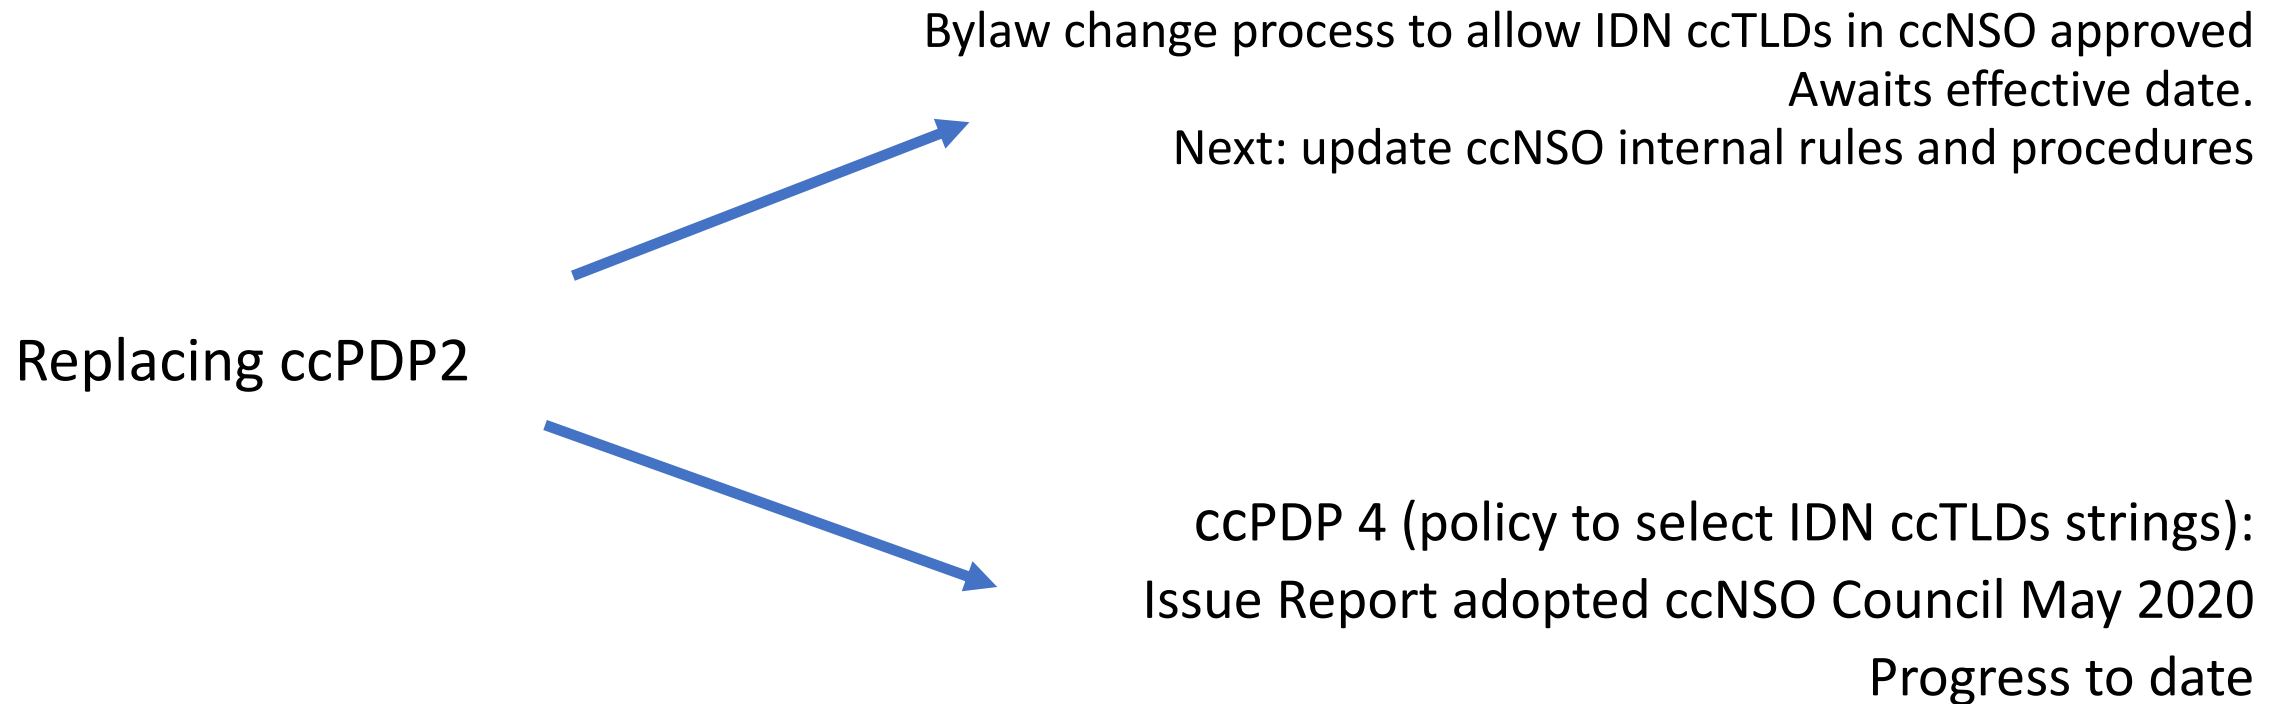 Bylaw change process to allow IDN ccTLDs in ccNSO approved
Awaits effective date.
Next: update ccNSO internal rules and procedures
Replacing ccPDP2
ccPDP 4 (policy to select IDN ccTLDs strings):
Issue Report adopted ccNSO Council May 2020
Progress to date